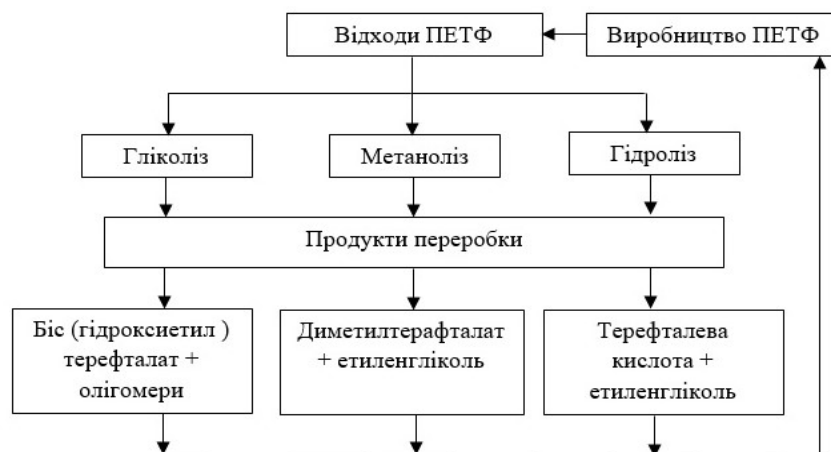 Відходи ПЕТФ
Виробництво ПЕТФ
Гліколіз
Метаноліз
Гідроліз
Продукти переробки
Біс (гідроксиетил )
терефталат +
олігомери
Диметилтерафталат
+ етиленгліколь
Терефталева
кислота +
етиленгліколь